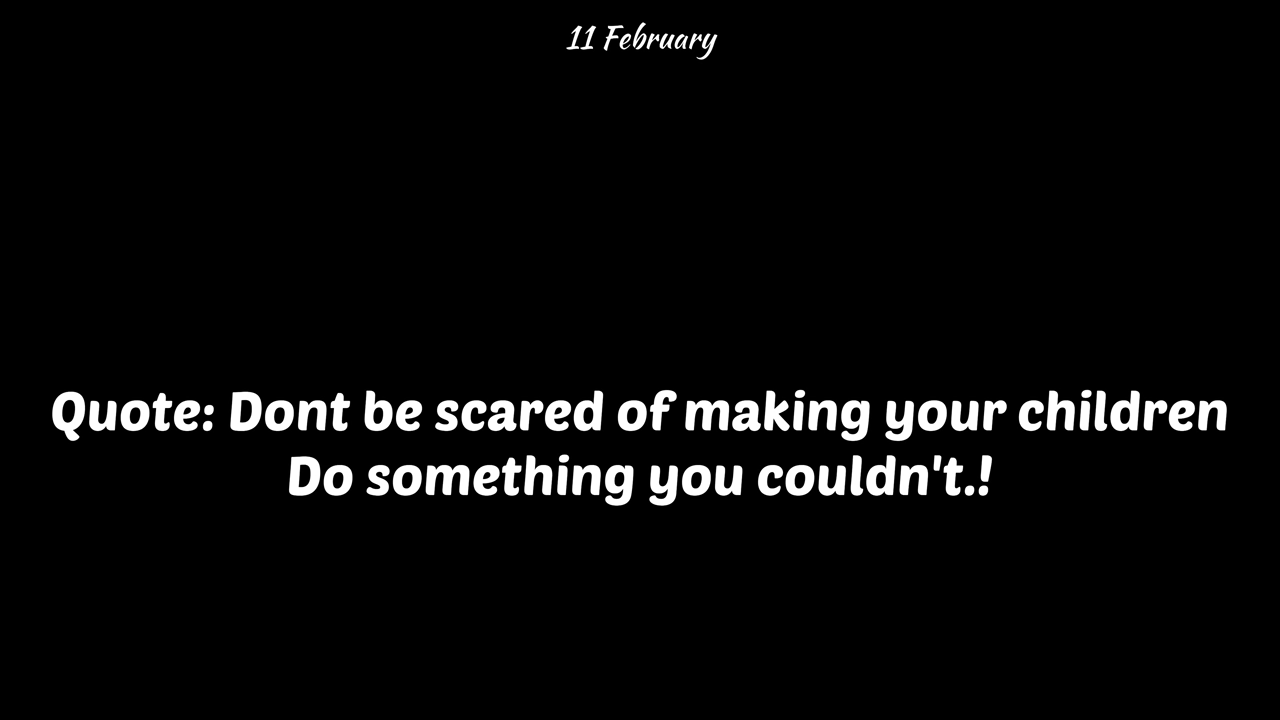 11 February
Quote: Dont be scared of making your children
Do something you couldn't.!